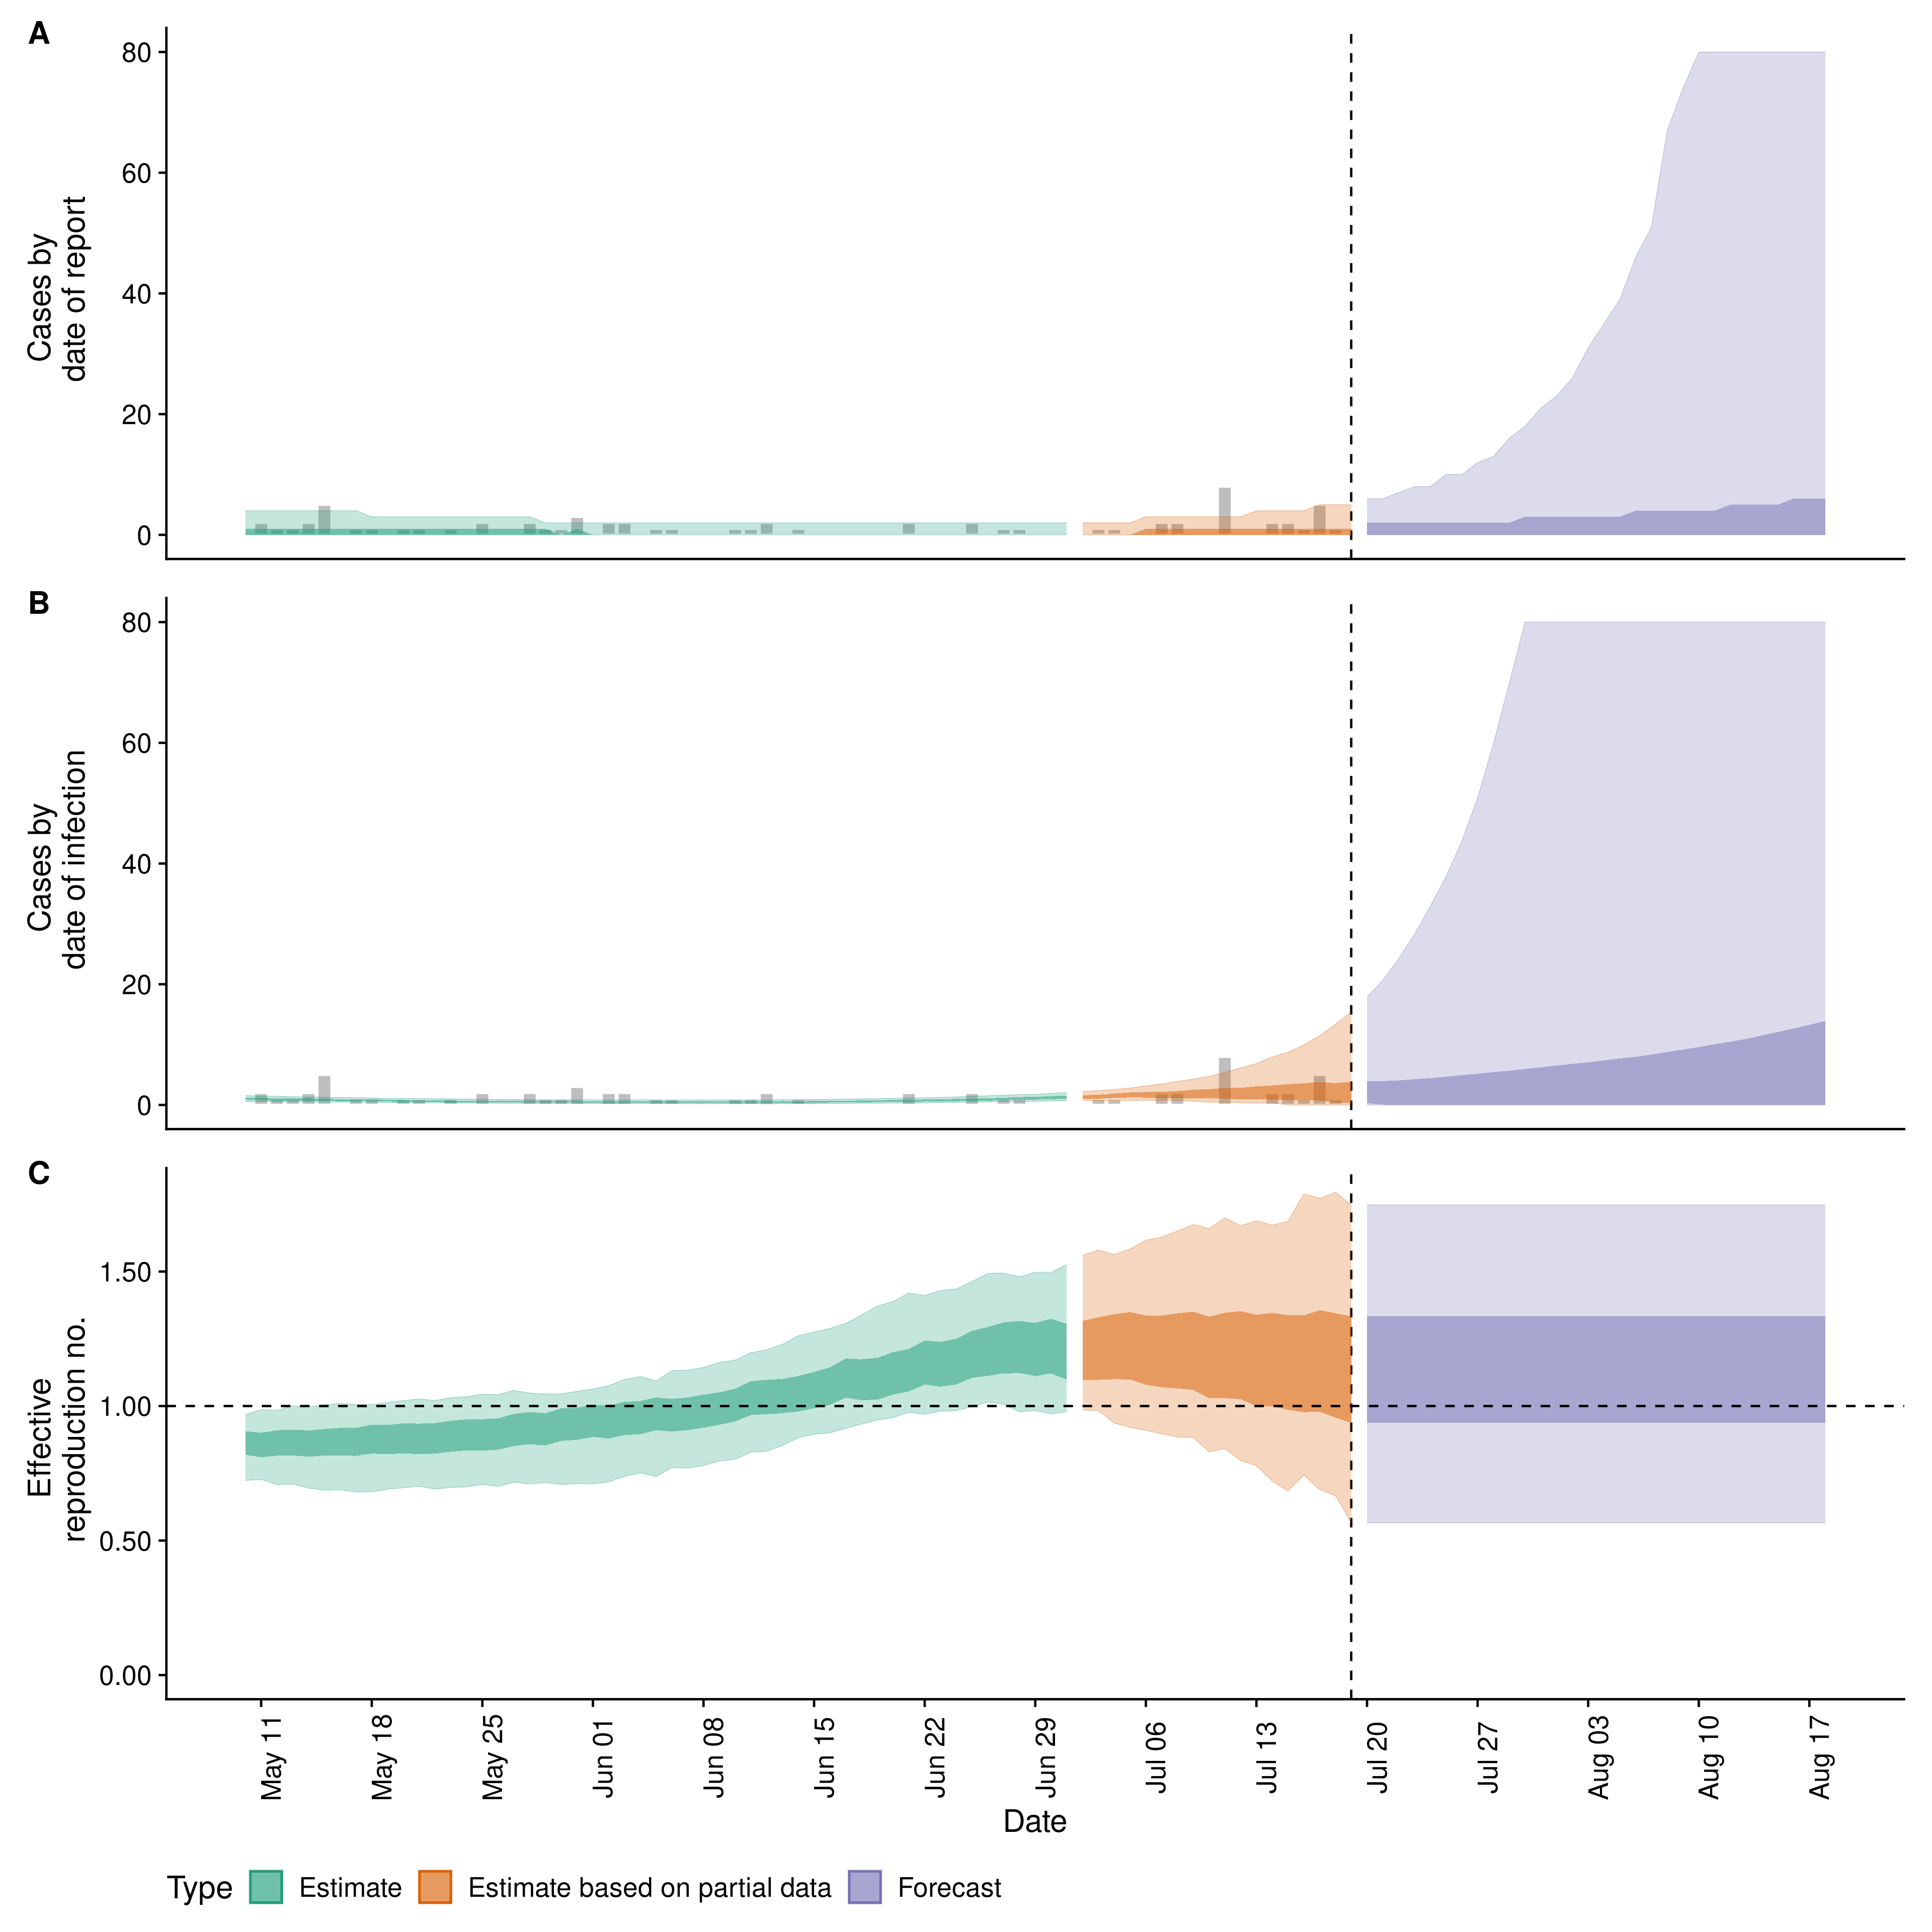 A
80
60
40
20
0
Cases by
date of report
B
80
60
40
20
0
Cases by
date of infection
C
1.50
1.00
0.50
0.00
Effective
reproduction no.
May 11
May 18
May 25
Jun 01
Jun 08
Jun 15
Jun 22
Jun 29
Jul 06
Jul 13
Jul 20
Jul 27
Aug 03
Aug 10
Aug 17
Date
Type Estimate Estimate based on partial data Forecast